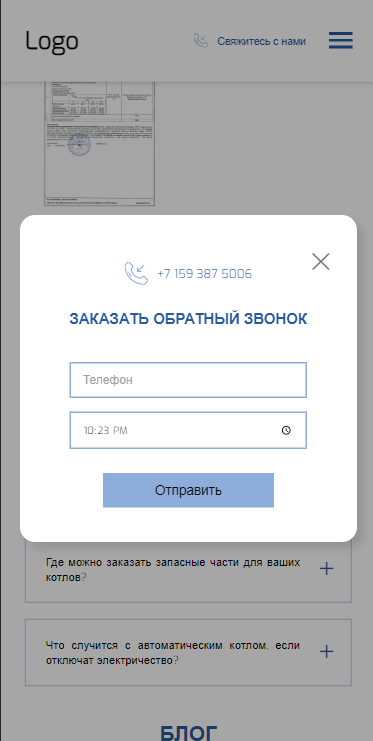 Logo
Свяжитесь с нами
+7 159 387 5006
ЗАКАЗАТЬ ОБРАТНЫЙ ЗВОНОК
Телефон
10:23 PM
Отправить
Где можно заказать запасные части для ваших
котлов?
Что случится с автоматическим котлом, если
отключат электричество?
БЛОГ